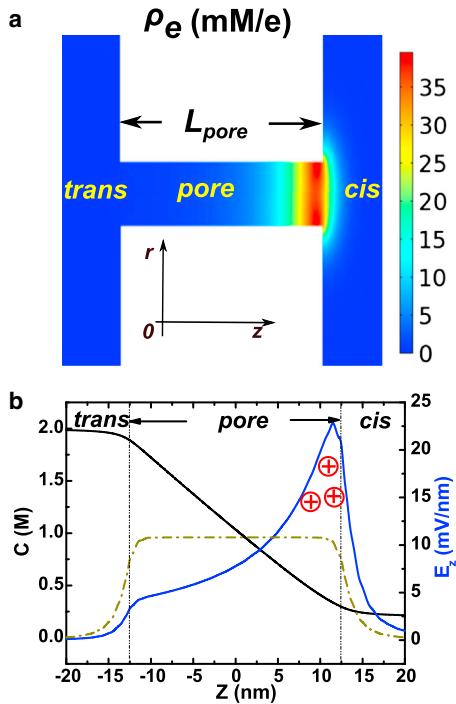 a
ρe (mM/e)
Lpore
trans
pore
cis
r
0
z
35
30
25
20
15
10
5
0
b
trans
pore
cis
2.0
1.5
1.0
0.5
0.0
C (M)
25
20
15
10
5
0
Ez (mV/nm)
+
+
+
-20 -15 -10 -5 0 5 10 15 20
Z (nm)